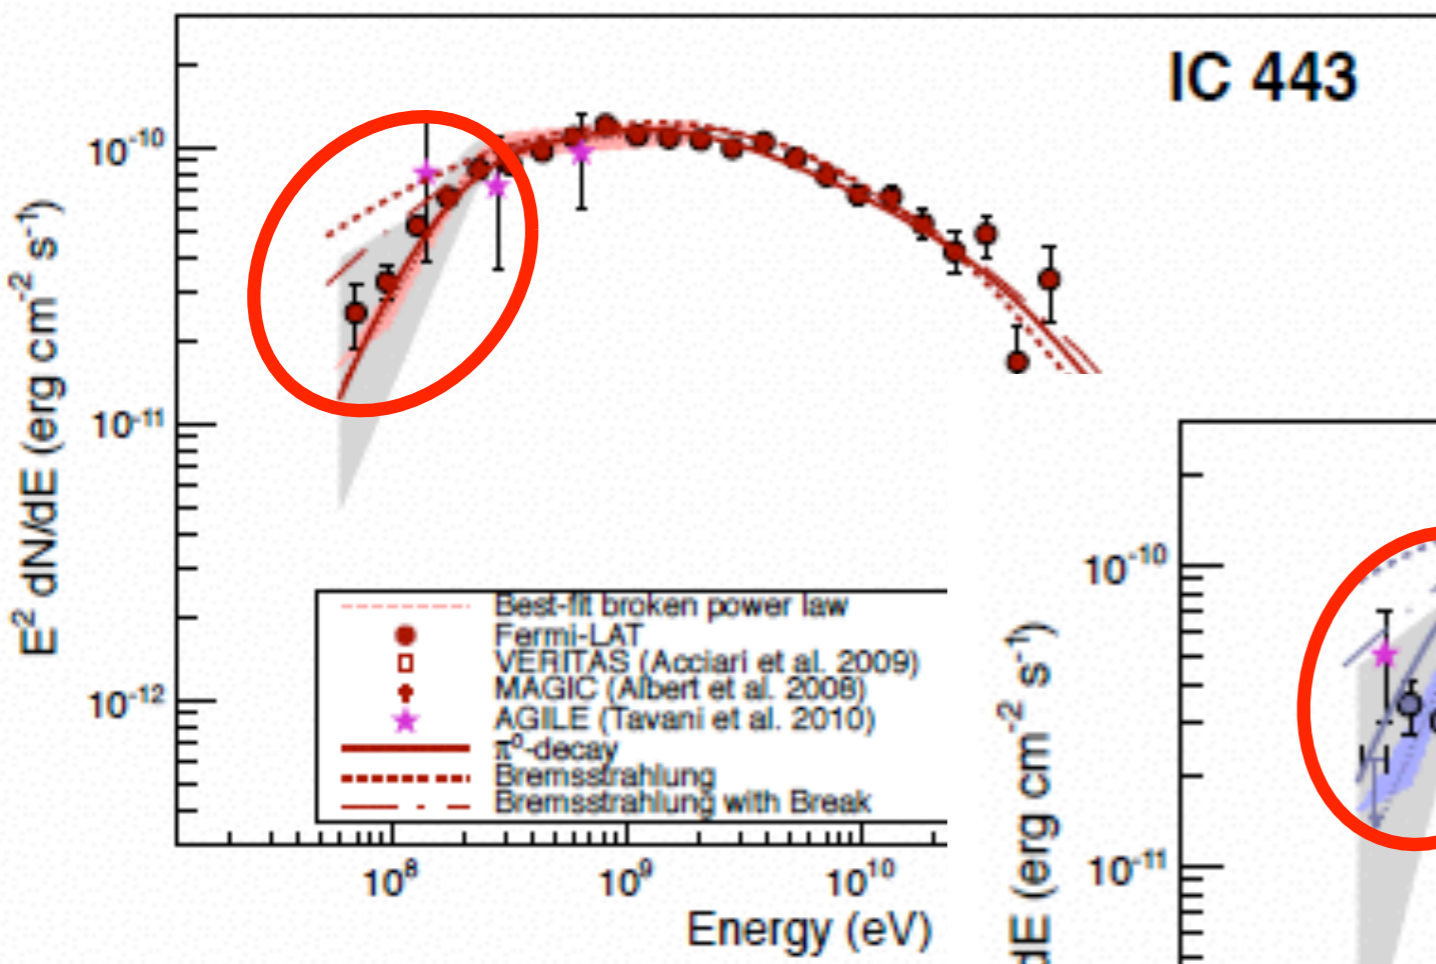 IC 443
10⁻¹⁰
10⁻¹¹
10⁻¹²
E² dN/dE (erg cm⁻² s⁻¹)
Best-fit broken power law
Fermi-LAT
VERITAS (Acciari et al. 2009)
MAGIC (Albert et al. 2008)
AGILE (Tavani et al. 2010)
π⁰-decay
Bremsstrahlung
Bremsstrahlung with Break
10⁸ 10⁹ 10¹⁰
Energy (eV)
10⁻¹⁰
10⁻¹¹
dE (erg cm⁻² s⁻¹)